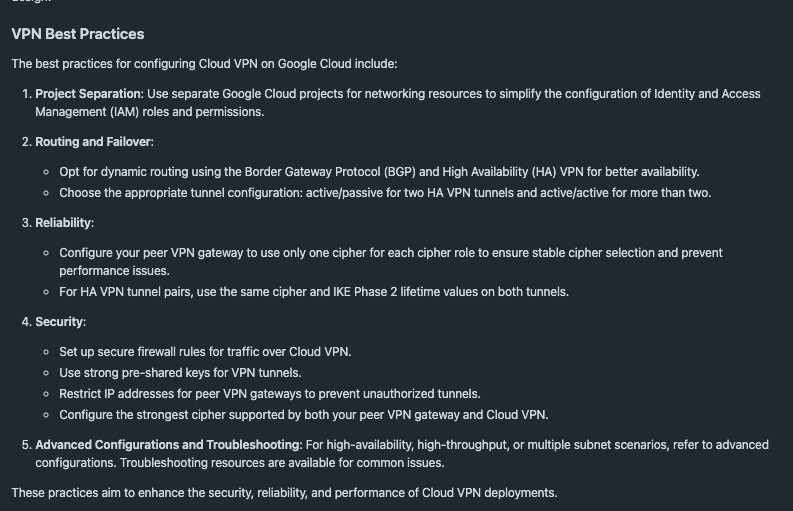 design.
VPN Best Practices
The best practices for configuring Cloud VPN on Google Cloud include:
1. Project Separation: Use separate Google Cloud projects for networking resources to simplify the configuration of Identity and Access
Management (IAM) roles and permissions.
2. Routing and Failover:
Opt for dynamic routing using the Border Gateway Protocol (BGP) and High Availability (HA) VPN for better availability.
Choose the appropriate tunnel configuration: active/passive for two HA VPN tunnels and active/active for more than two.
3. Reliability:
Configure your peer VPN gateway to use only one cipher for each cipher role to ensure stable cipher selection and prevent
performance issues.
For HA VPN tunnel pairs, use the same cipher and IKE Phase 2 lifetime values on both tunnels.
4. Security:
Set up secure firewall rules for traffic over Cloud VPN.
Use strong pre-shared keys for VPN tunnels.
Restrict IP addresses for peer VPN gateways to prevent unauthorized tunnels.
Configure the strongest cipher supported by both your peer VPN gateway and Cloud VPN.
5. Advanced Configurations and Troubleshooting: For high-availability, high-throughput, or multiple subnet scenarios, refer to advanced
configurations. Troubleshooting resources are available for common issues.
These practices aim to enhance the security, reliability, and performance of Cloud VPN deployments.